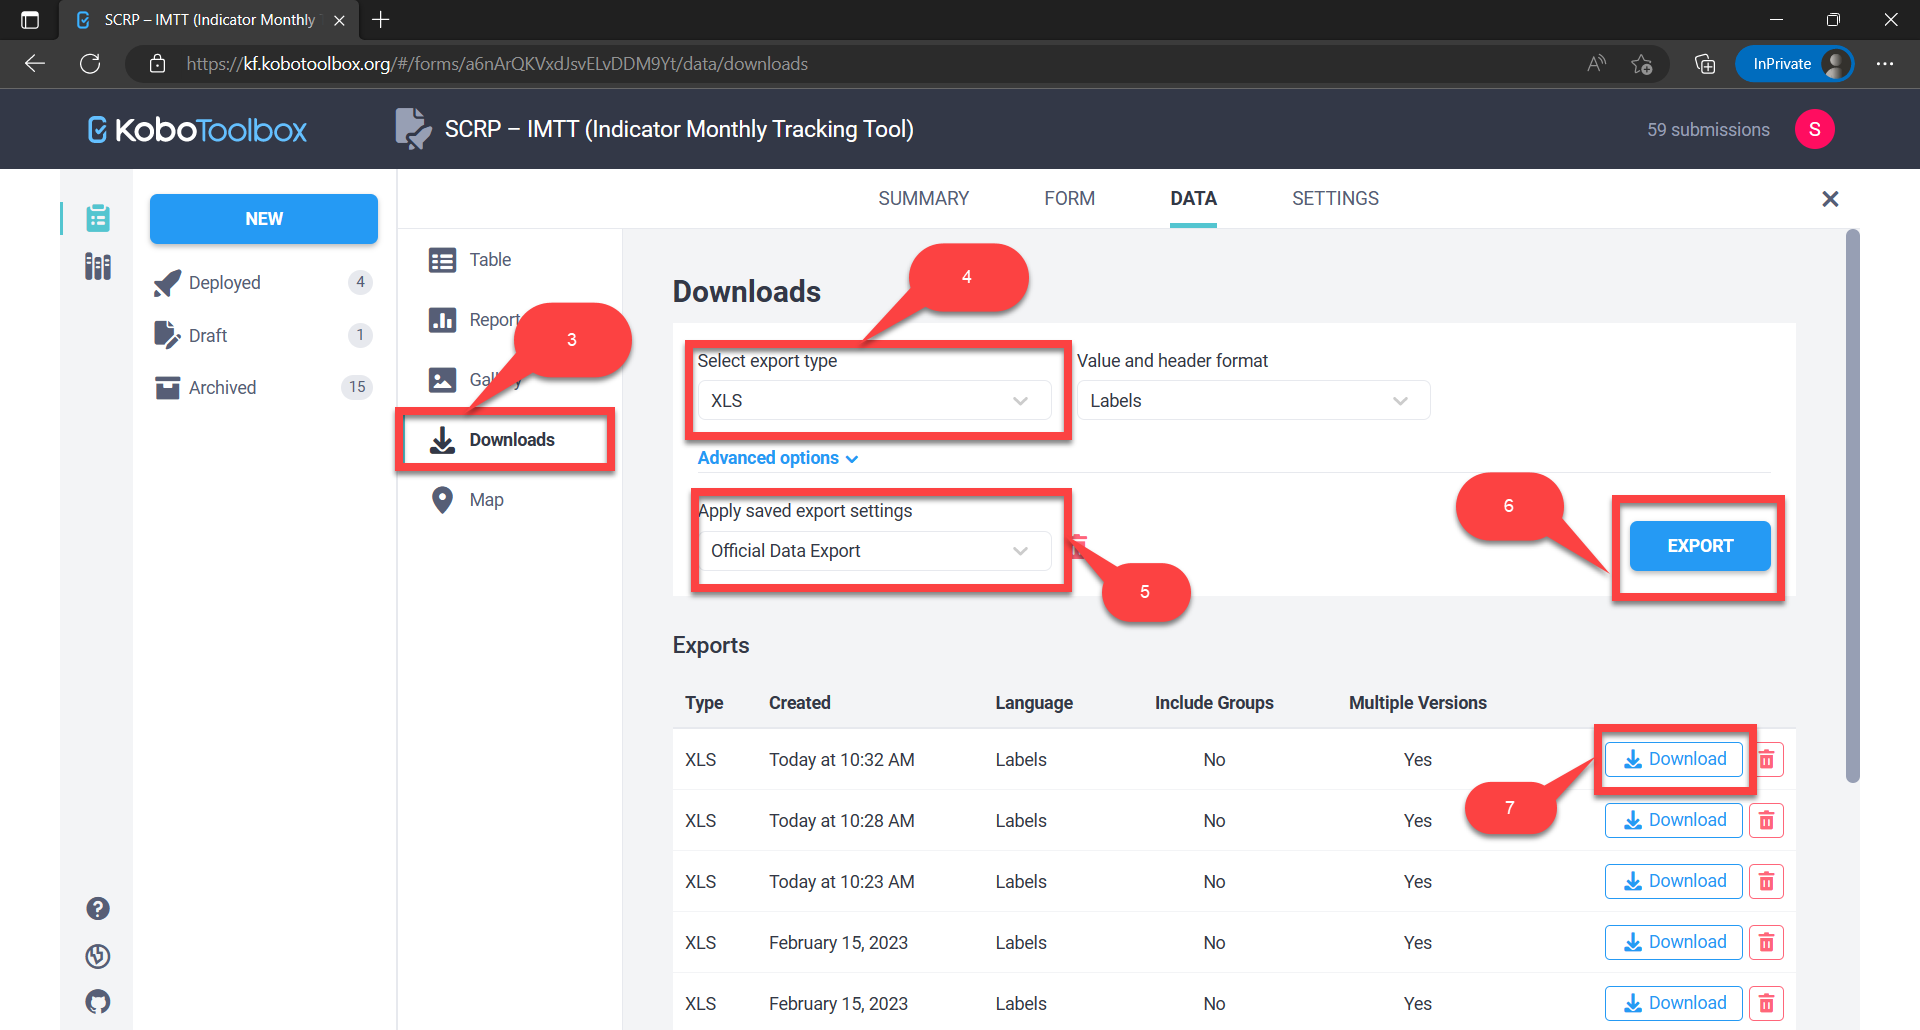 SCRP – IMTT (Indicator Monthly
https://kf.kobotoolbox.org/#/forms/a6nArQKVxdJsvELvDDM9Yt/data/downloads
InPrivate
KoboToolbox
SCRP – IMTT (Indicator Monthly Tracking Tool)
59 submissions
S
NEW
Deployed
4
Draft
1
Archived
15
SUMMARY
FORM
DATA
SETTINGS
Table
Report
3
Downloads
Map
Downloads
4
Select export type
XLS
Value and header format
Labels
Advanced options
Apply saved export settings
Official Data Export
5
6
EXPORT
Exports
Type Created Language Include Groups Multiple Versions
XLS Today at 10:32 AM Labels No Yes Download
7
XLS Today at 10:28 AM Labels No Yes Download
XLS Today at 10:23 AM Labels No Yes Download
XLS February 15, 2023 Labels No Yes Download
XLS February 15, 2023 Labels No Yes Download